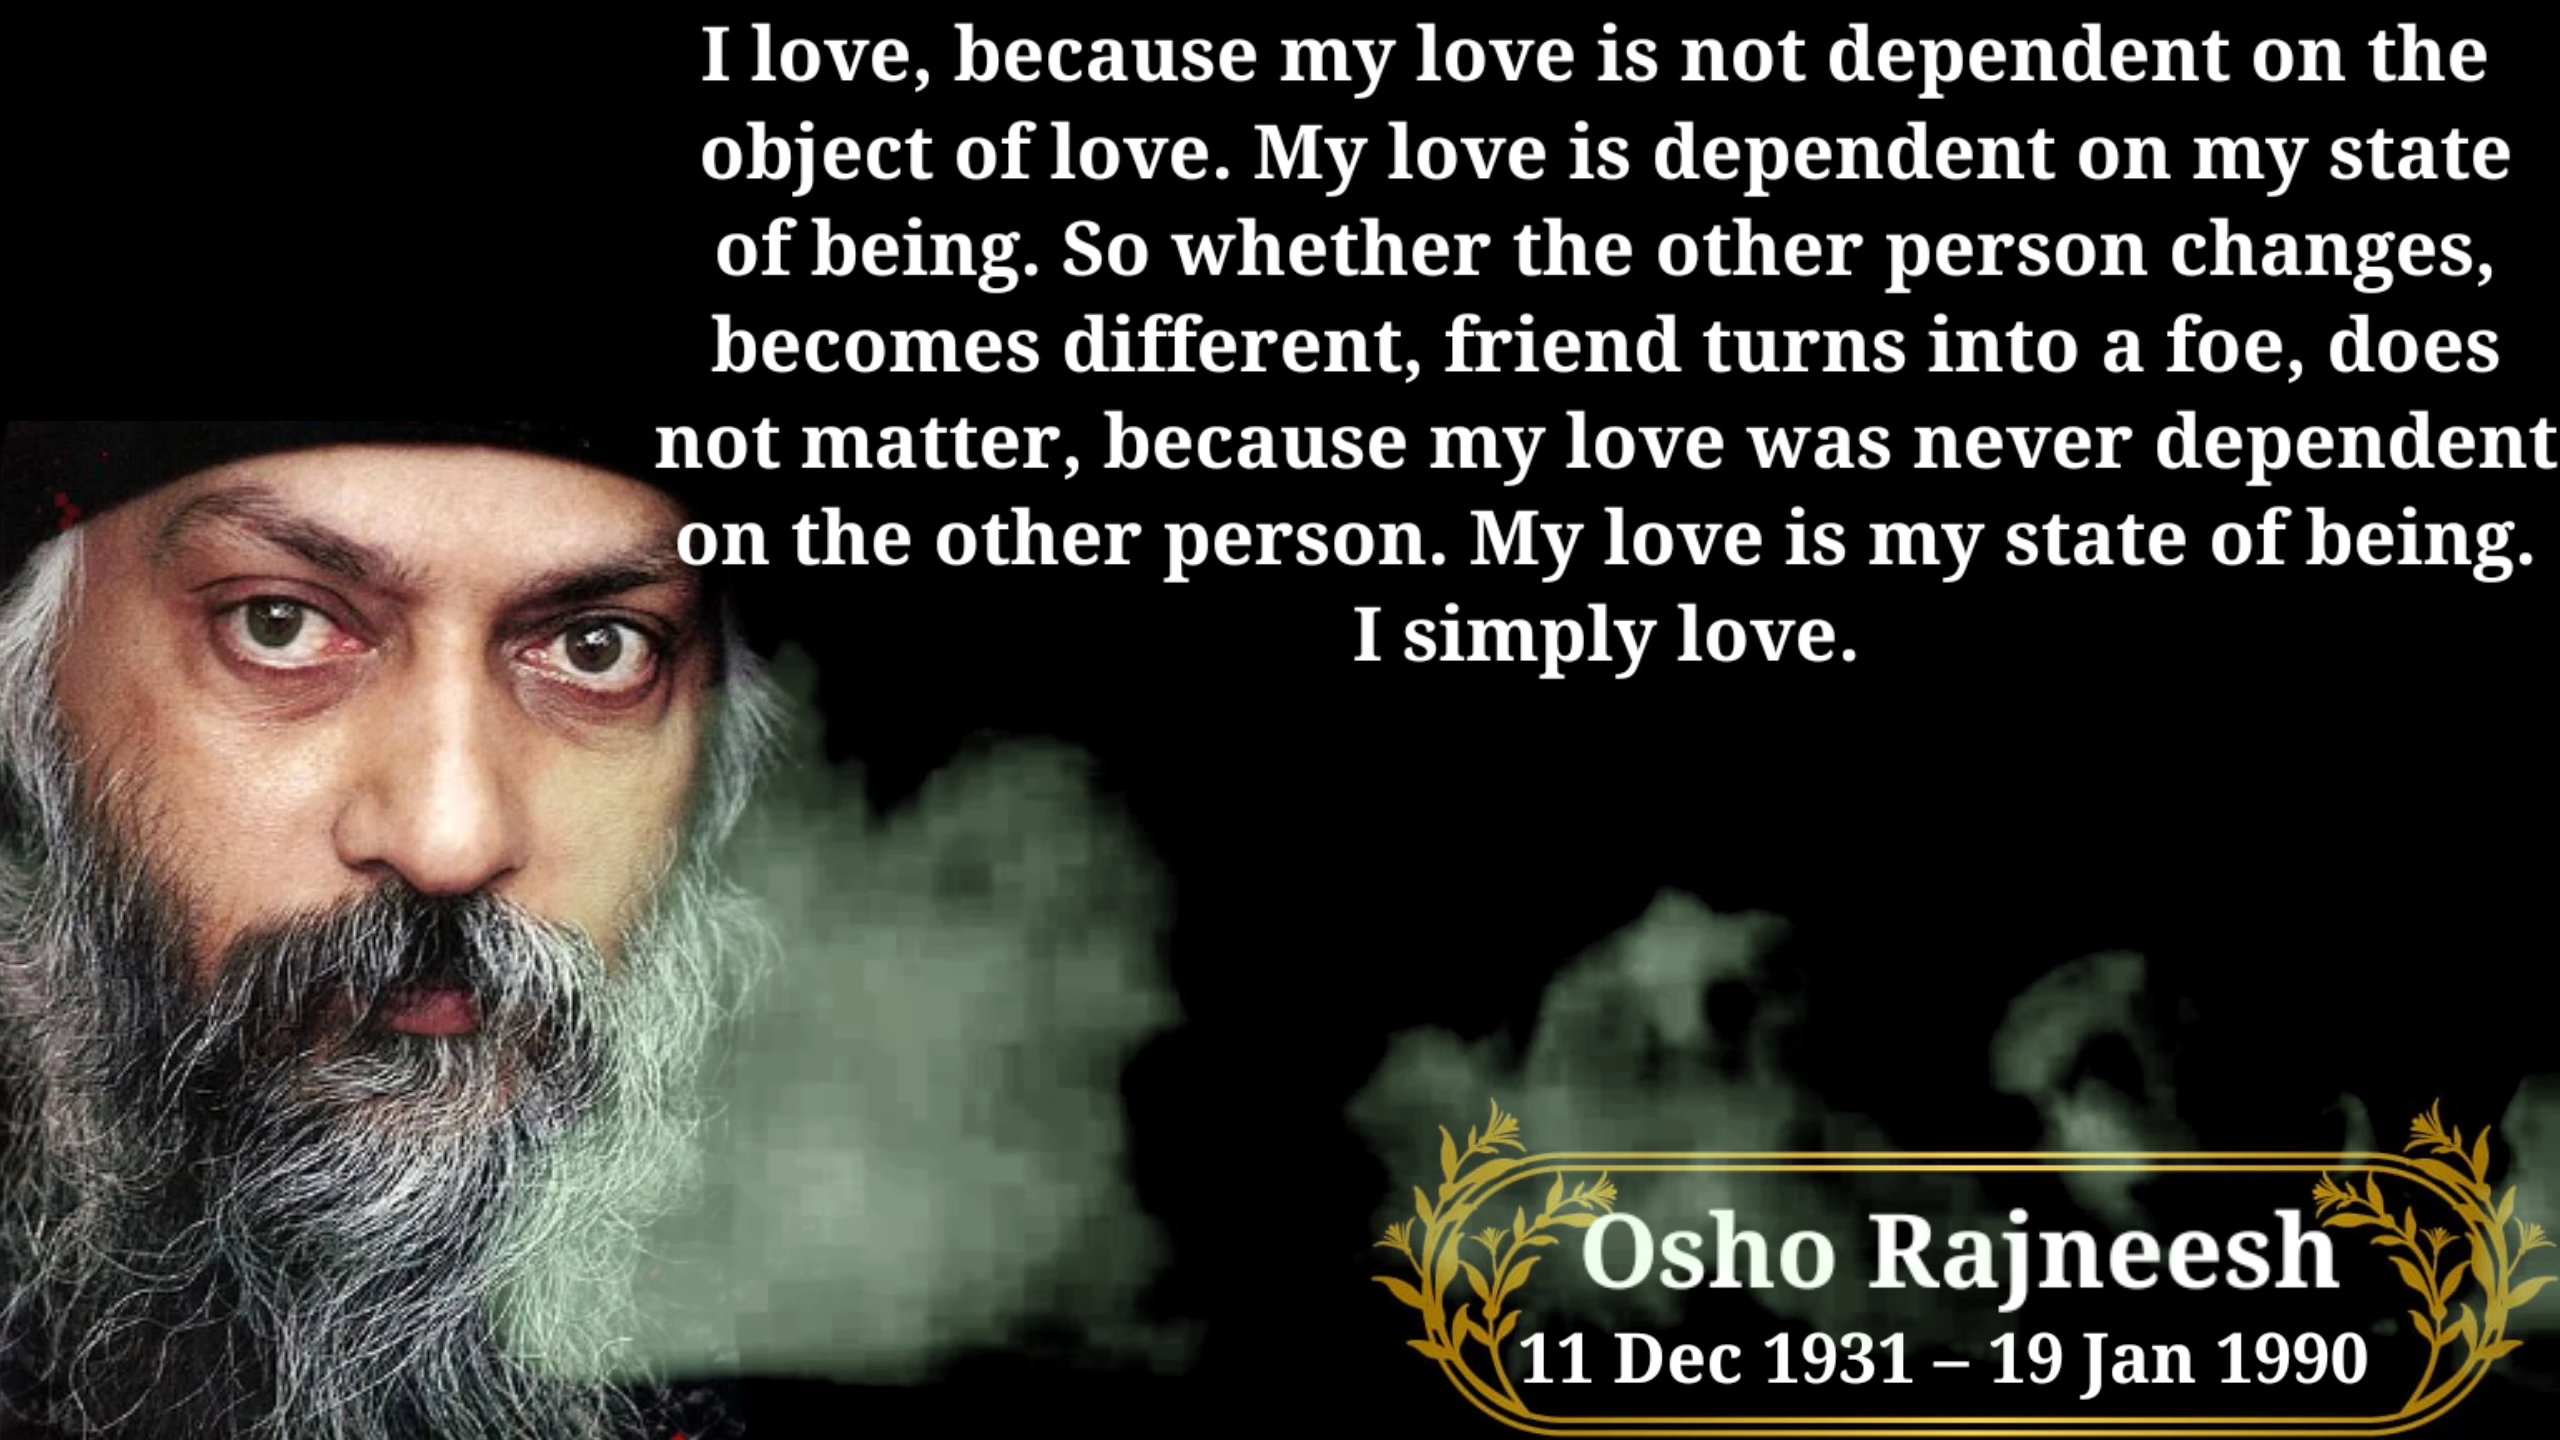 I love, because my love is not dependent on the
object of love. My love is dependent on my state
of being. So whether the other person changes,
becomes different, friend turns into a foe, does
not matter, because my love was never dependent
on the other person. My love is my state of being.
I simply love.
Osho Rajneesh
11 Dec 1931 – 19 Jan 1990